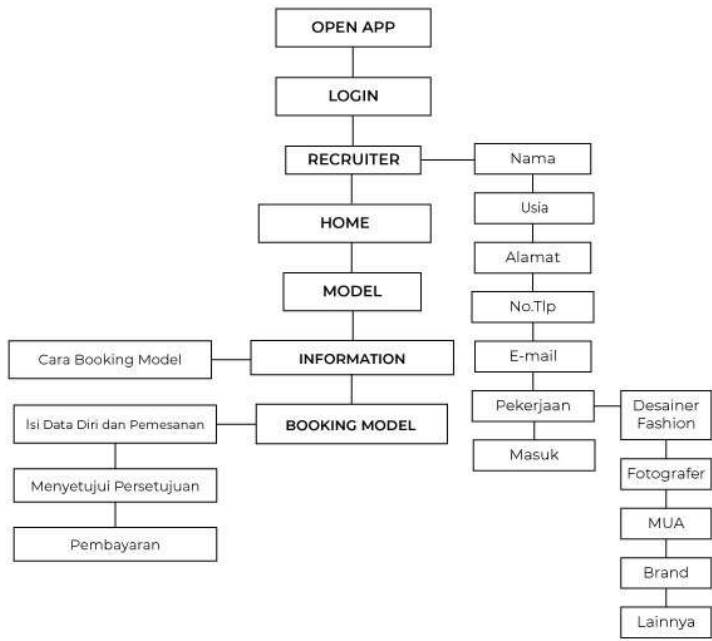 OPEN APP
LOGIN
RECRUITER
Nama
Usia
HOME
Alamat
MODEL
No.Tlp
Cara Booking Model
INFORMATION
E-mail
Isi Data Diri dan Pemesanan
BOOKING MODEL
Pekerjaan
Desainer
Fashion
Masuk
Menyetujui Persetujuan
Fotografer
MUA
Pembayaran
Brand
Lainnya